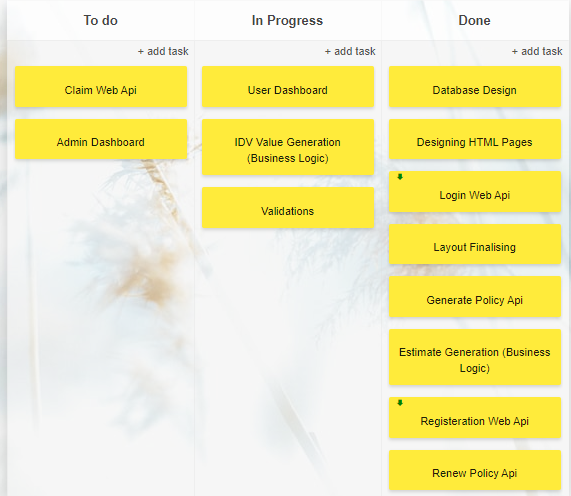 To do
+ add task
Claim Web Api
Admin Dashboard
In Progress
+ add task
User Dashboard
IDV Value Generation
(Business Logic)
Validations
Done
+ add task
Database Design
Designing HTML Pages
Login Web Api
Layout Finalising
Generate Policy Api
Estimate Generation (Business
Logic)
Registeration Web Api
Renew Policy Api